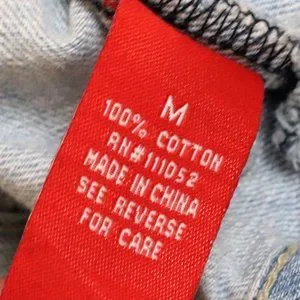 M
100% COTTON
RN#111052
MADE IN CHINA
SEE REVERSE
FOR CARE